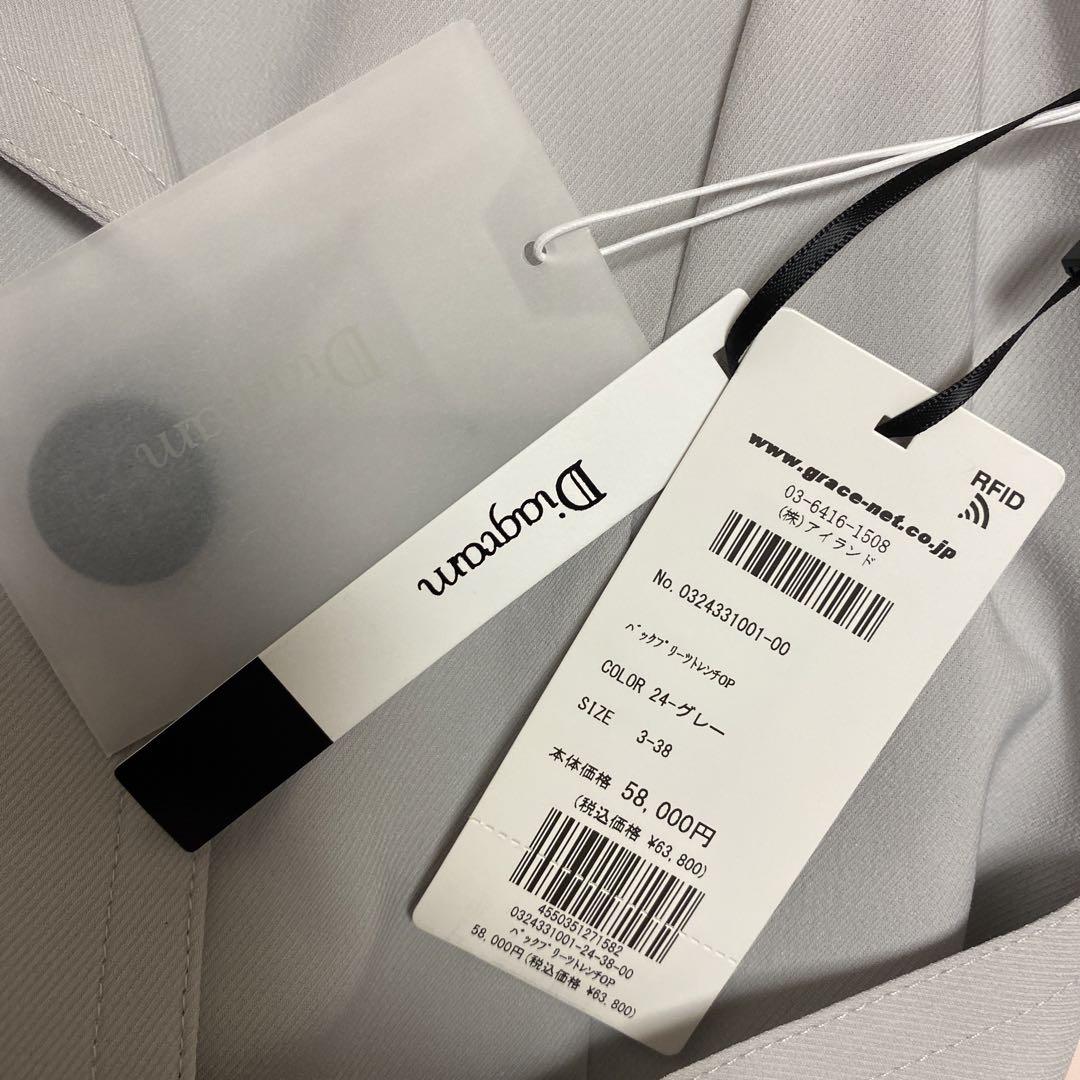 Diagram
Diagram
RFID
www.grace-net.co.jp
03-6416-1508
(株)アイランド
No. 0324331001-00
ﾊﾞｯｸﾌﾟﾘｰﾂﾄﾚﾝﾁOP
COLOR 24-グレー
SIZE 3-38
本体価格 58,000円
(税込価格 ¥63,800)
4550351271582
0324331001-24-38-00
ﾊﾞｯｸﾌﾟﾘｰﾂﾄﾚﾝﾁOP
58,000円(税込価格 ¥63,800)